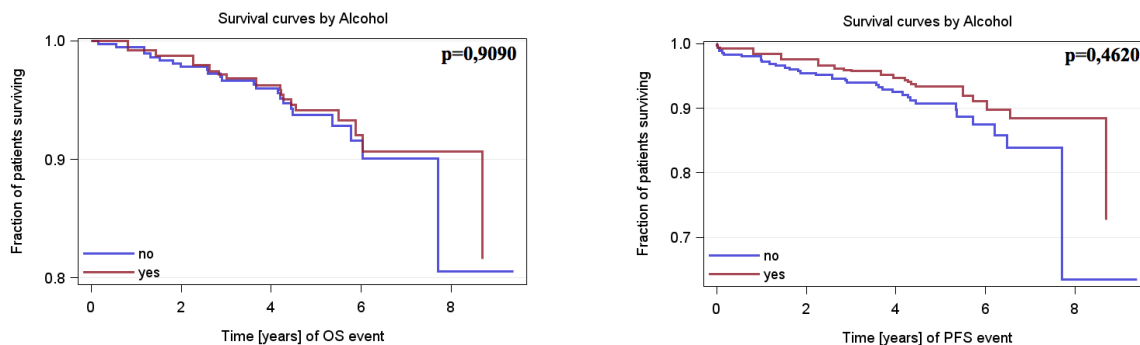 Survival curves by Alcohol
p=0,9090
Fraction of patients surviving
1.0
0.9
0.8
no
yes
0 2 4 6 8
Time [years] of OS event
Survival curves by Alcohol
p=0,4620
Fraction of patients surviving
1.0
0.9
0.8
0.7
no
yes
0 2 4 6 8
Time [years] of PFS event